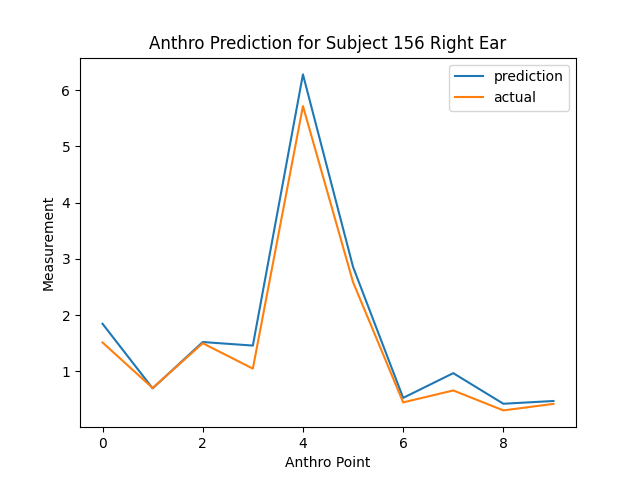 Anthro Prediction for Subject 156 Right Ear
prediction
actual
Measurement
6
5
4
3
2
1
0 2 4 6 8
Anthro Point